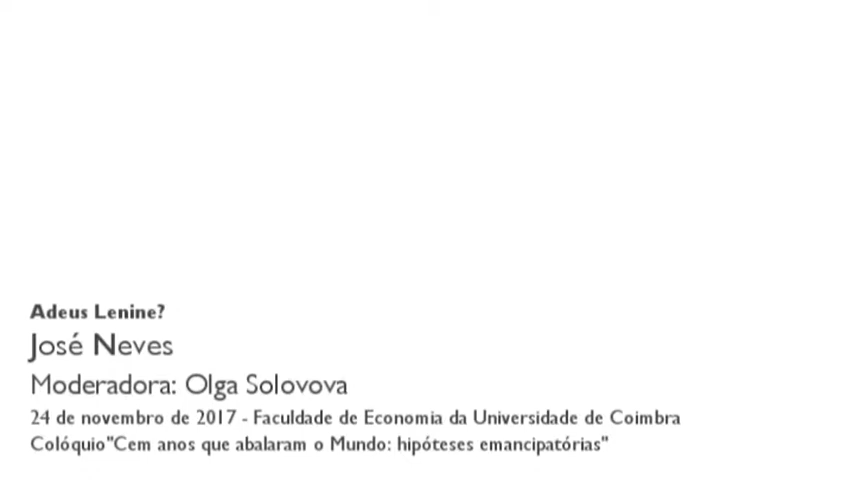 Adeus Lenine?
José Neves
Moderadora: Olga Solovova
24 de novembro de 2017 - Faculdade de Economia da Universidade de Coimbra
Colóquio"Cem anos que abalaram o Mundo: hipóteses emancipatórias"